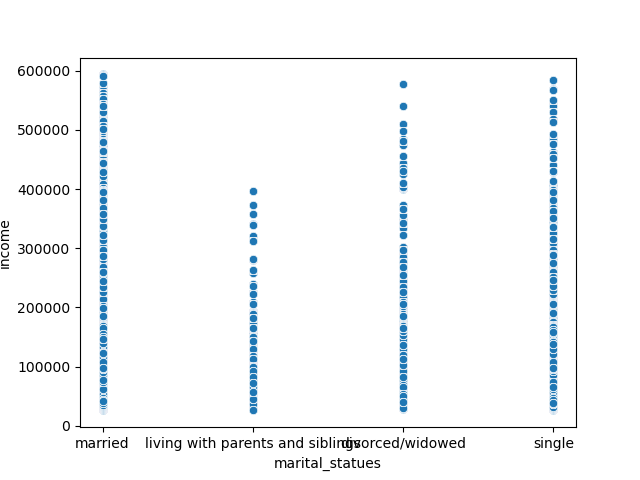 600000
500000
400000
300000
200000
100000
0
income
married living with parents and siblings divorced/widowed single
marital_statues